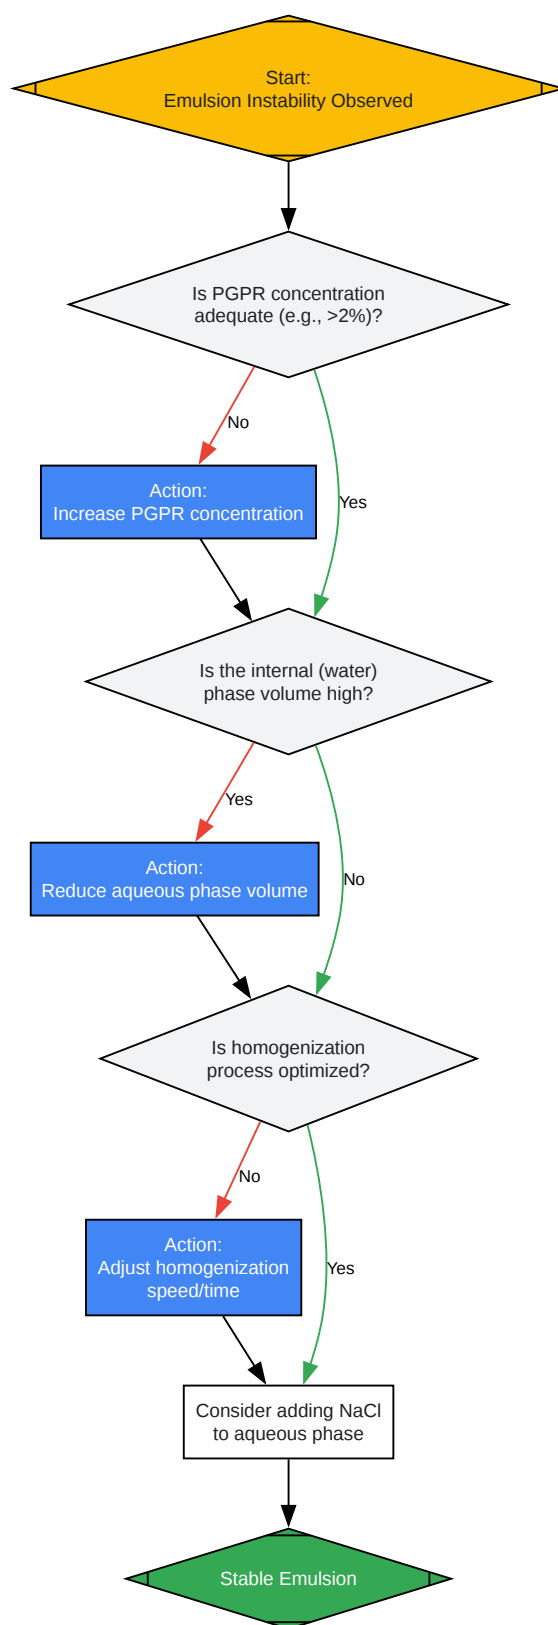 Start:
Emulsion Instability Observed
Is PGPR concentration
adequate (e.g., >2%)?
No
Yes
Action:
Increase PGPR concentration
Is the internal (water)
phase volume high?
Yes
No
Action:
Reduce aqueous phase volume
Is homogenization
process optimized?
No
Yes
Action:
Adjust homogenization
speed/time
Consider adding NaCl
to aqueous phase
Stable Emulsion